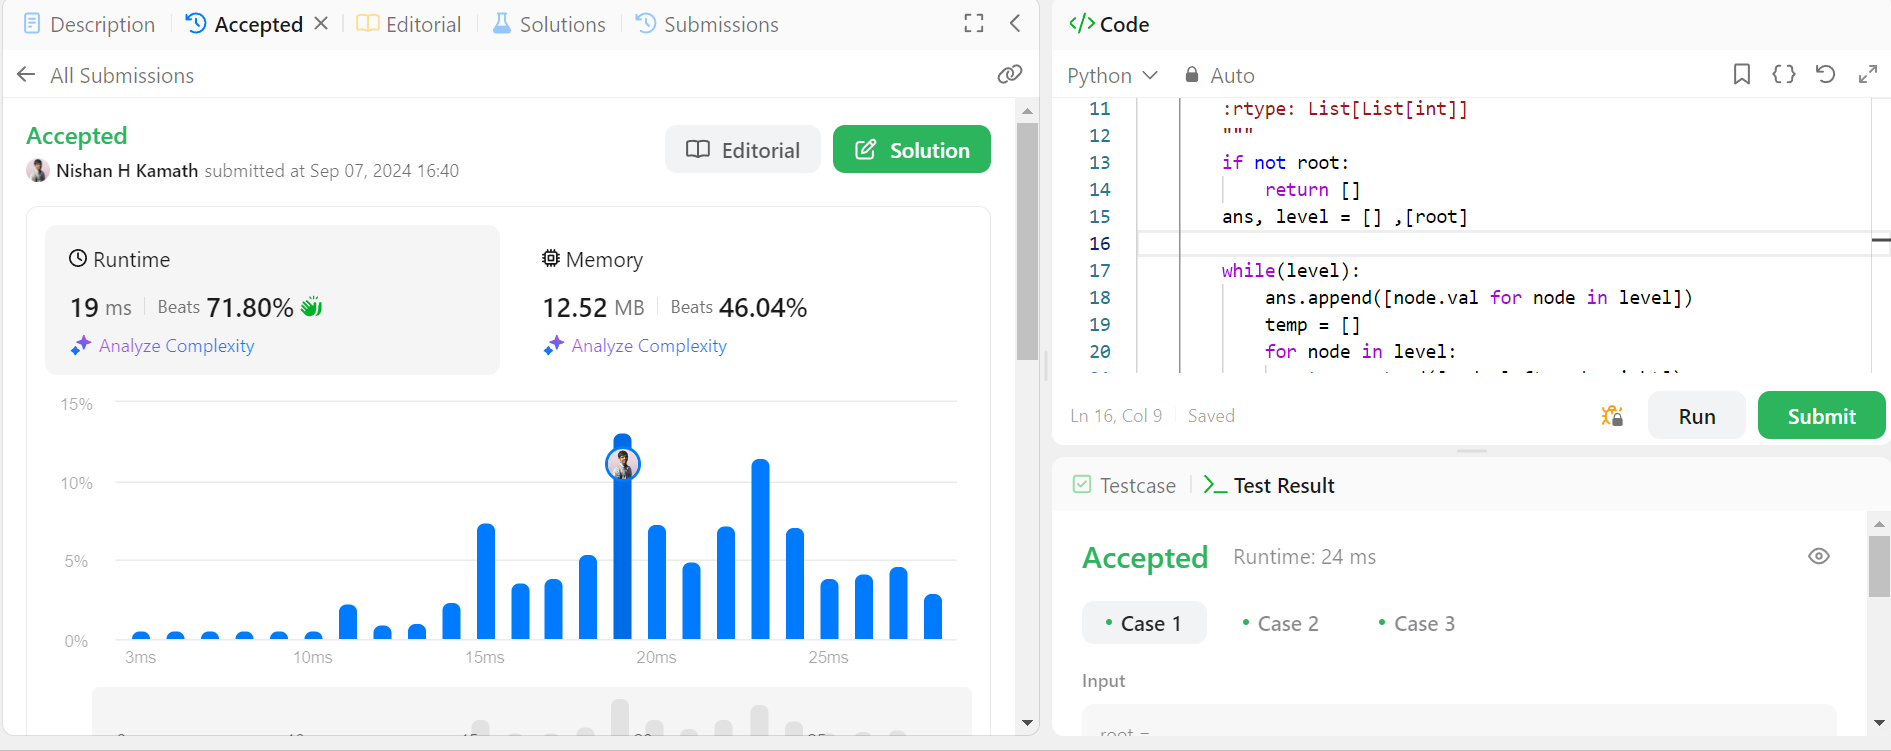 Description
Accepted
Editorial
Solutions
Submissions
All Submissions
Accepted
Nishan H Kamath submitted at Sep 07, 2024 16:40
Editorial
Solution
Runtime
19 ms Beats 71.80%
Analyze Complexity
Memory
12.52 MB Beats 46.04%
Analyze Complexity
15%
10%
5%
0%
3ms 10ms 15ms 20ms 25ms
</> Code
Python Auto
11 :rtype: List[List[int]]
12 """
13 if not root:
14 return []
15 ans, level = [] ,[root]
16
17 while(level):
18 ans.append([node.val for node in level])
19 temp = []
20 for node in level:
Ln 16, Col 9 Saved
Run
Submit
Testcase
Test Result
Accepted Runtime: 24 ms
Case 1 Case 2 Case 3
Input
root =